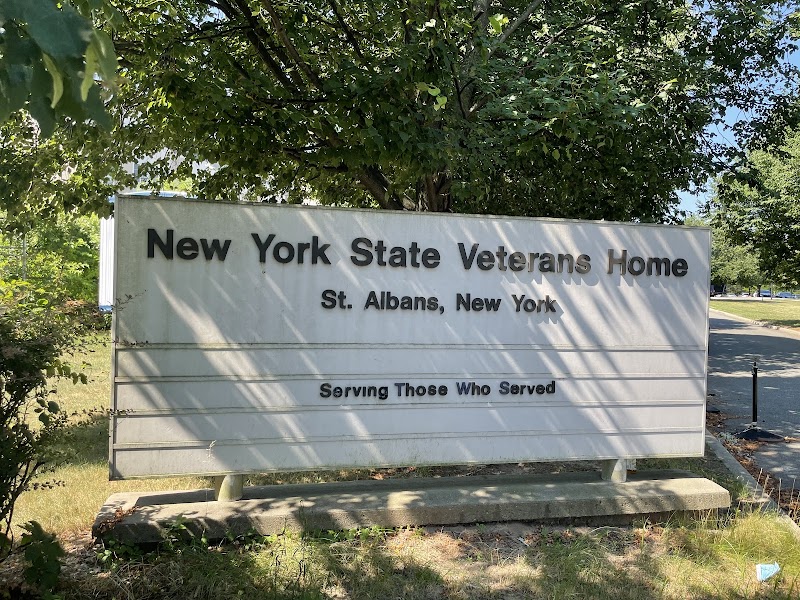 New York State Veterans Home
St. Albans, New York
Serving Those Who Served